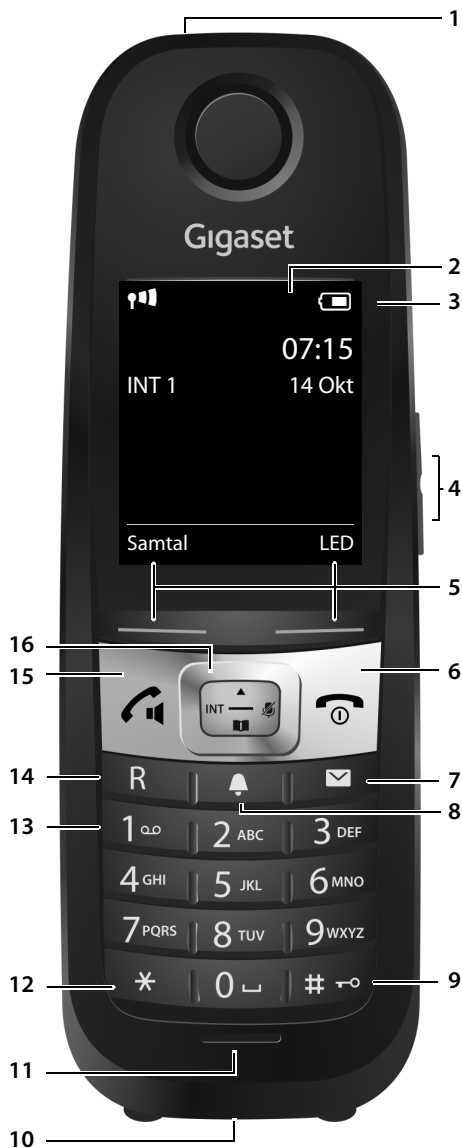 1
Gigaset
2
3
07:15
INT 1 14 Okt
4
Samtal LED
5
16
15 6
INT
14 R 7
8
13 1 2 ABC 3 DEF
4 GHI 5 JKL 6 MNO
7 PQRS 8 TUV 9 WXYZ
12 * 0 # 9
11
10